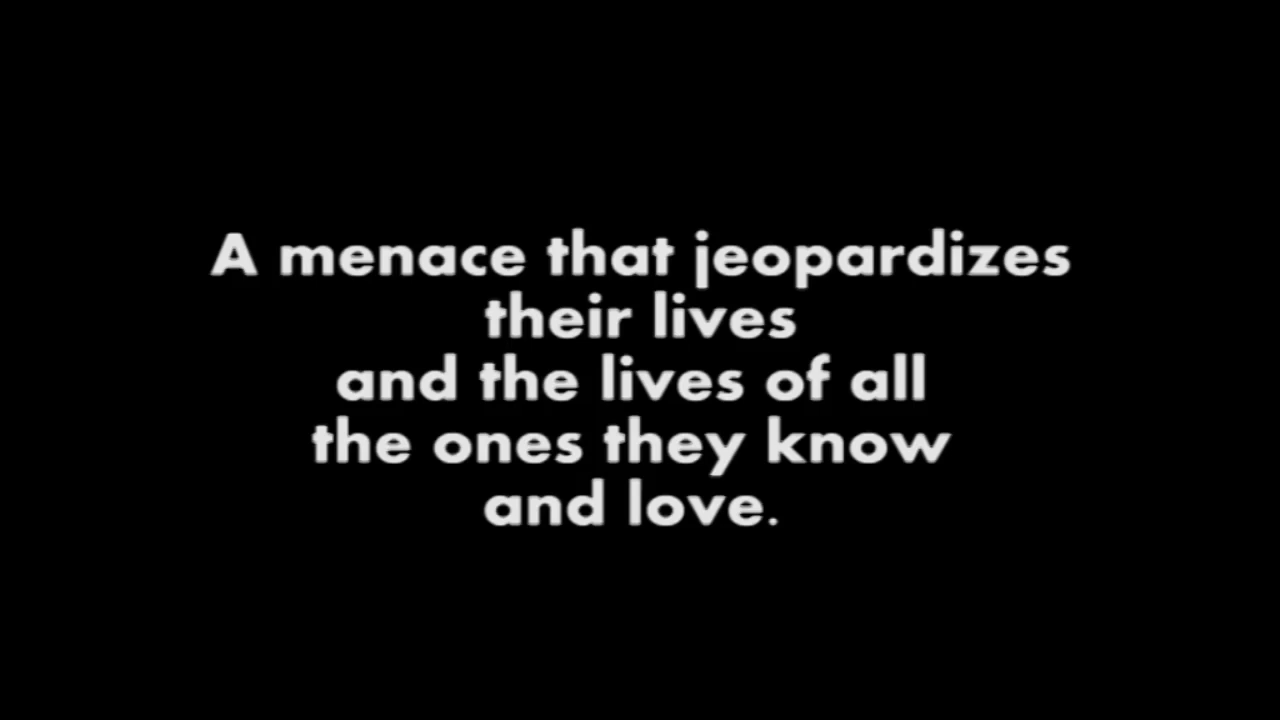 A menace that jeopardizes
their lives
and the lives of all
the ones they know
and love.